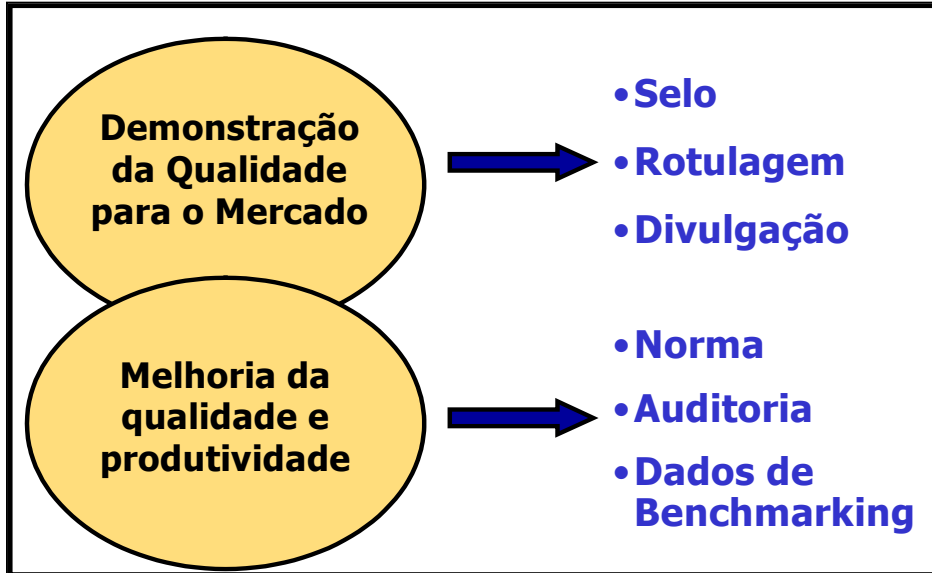 Demonstração
da Qualidade
para o Mercado
•Selo
•Rotulagem
•Divulgação
Melhoria da
qualidade e
produtividade
•Norma
•Auditoria
•Dados de
Benchmarking